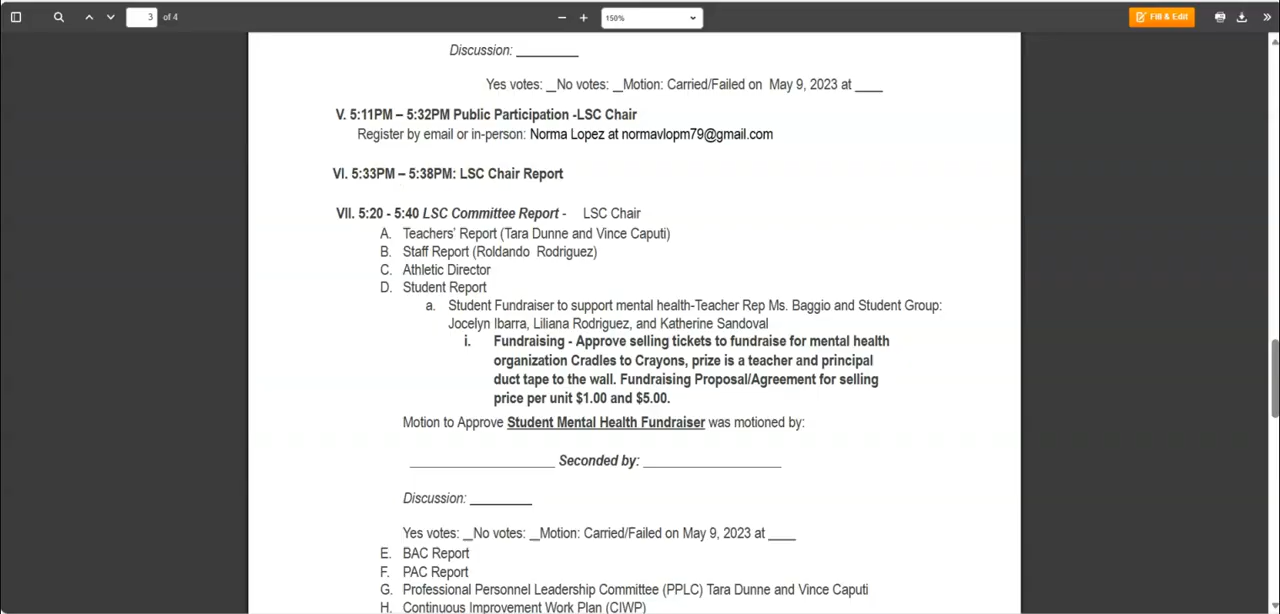 3 of 4
150%
Fill & Edit
Discussion: _________
Yes votes: _No votes: _Motion: Carried/Failed on May 9, 2023 at ____
V. 5:11PM – 5:32PM Public Participation -LSC Chair
Register by email or in-person: Norma Lopez at normavlopm79@gmail.com
VI. 5:33PM – 5:38PM: LSC Chair Report
VII. 5:20 - 5:40 LSC Committee Report - LSC Chair
A. Teachers' Report (Tara Dunne and Vince Caputi)
B. Staff Report (Roldando Rodriguez)
C. Athletic Director
D. Student Report
a. Student Fundraiser to support mental health-Teacher Rep Ms. Baggio and Student Group:
Jocelyn Ibarra, Liliana Rodriguez, and Katherine Sandoval
i. Fundraising - Approve selling tickets to fundraise for mental health
organization Cradles to Crayons, prize is a teacher and principal
duct tape to the wall. Fundraising Proposal/Agreement for selling
price per unit $1.00 and $5.00.
Motion to Approve Student Mental Health Fundraiser was motioned by:
_____________________ Seconded by: ____________________
Discussion: _________
Yes votes: _No votes: _Motion: Carried/Failed on May 9, 2023 at ____
E. BAC Report
F. PAC Report
G. Professional Personnel Leadership Committee (PPLC) Tara Dunne and Vince Caputi
H. Continuous Improvement Work Plan (CIWP)